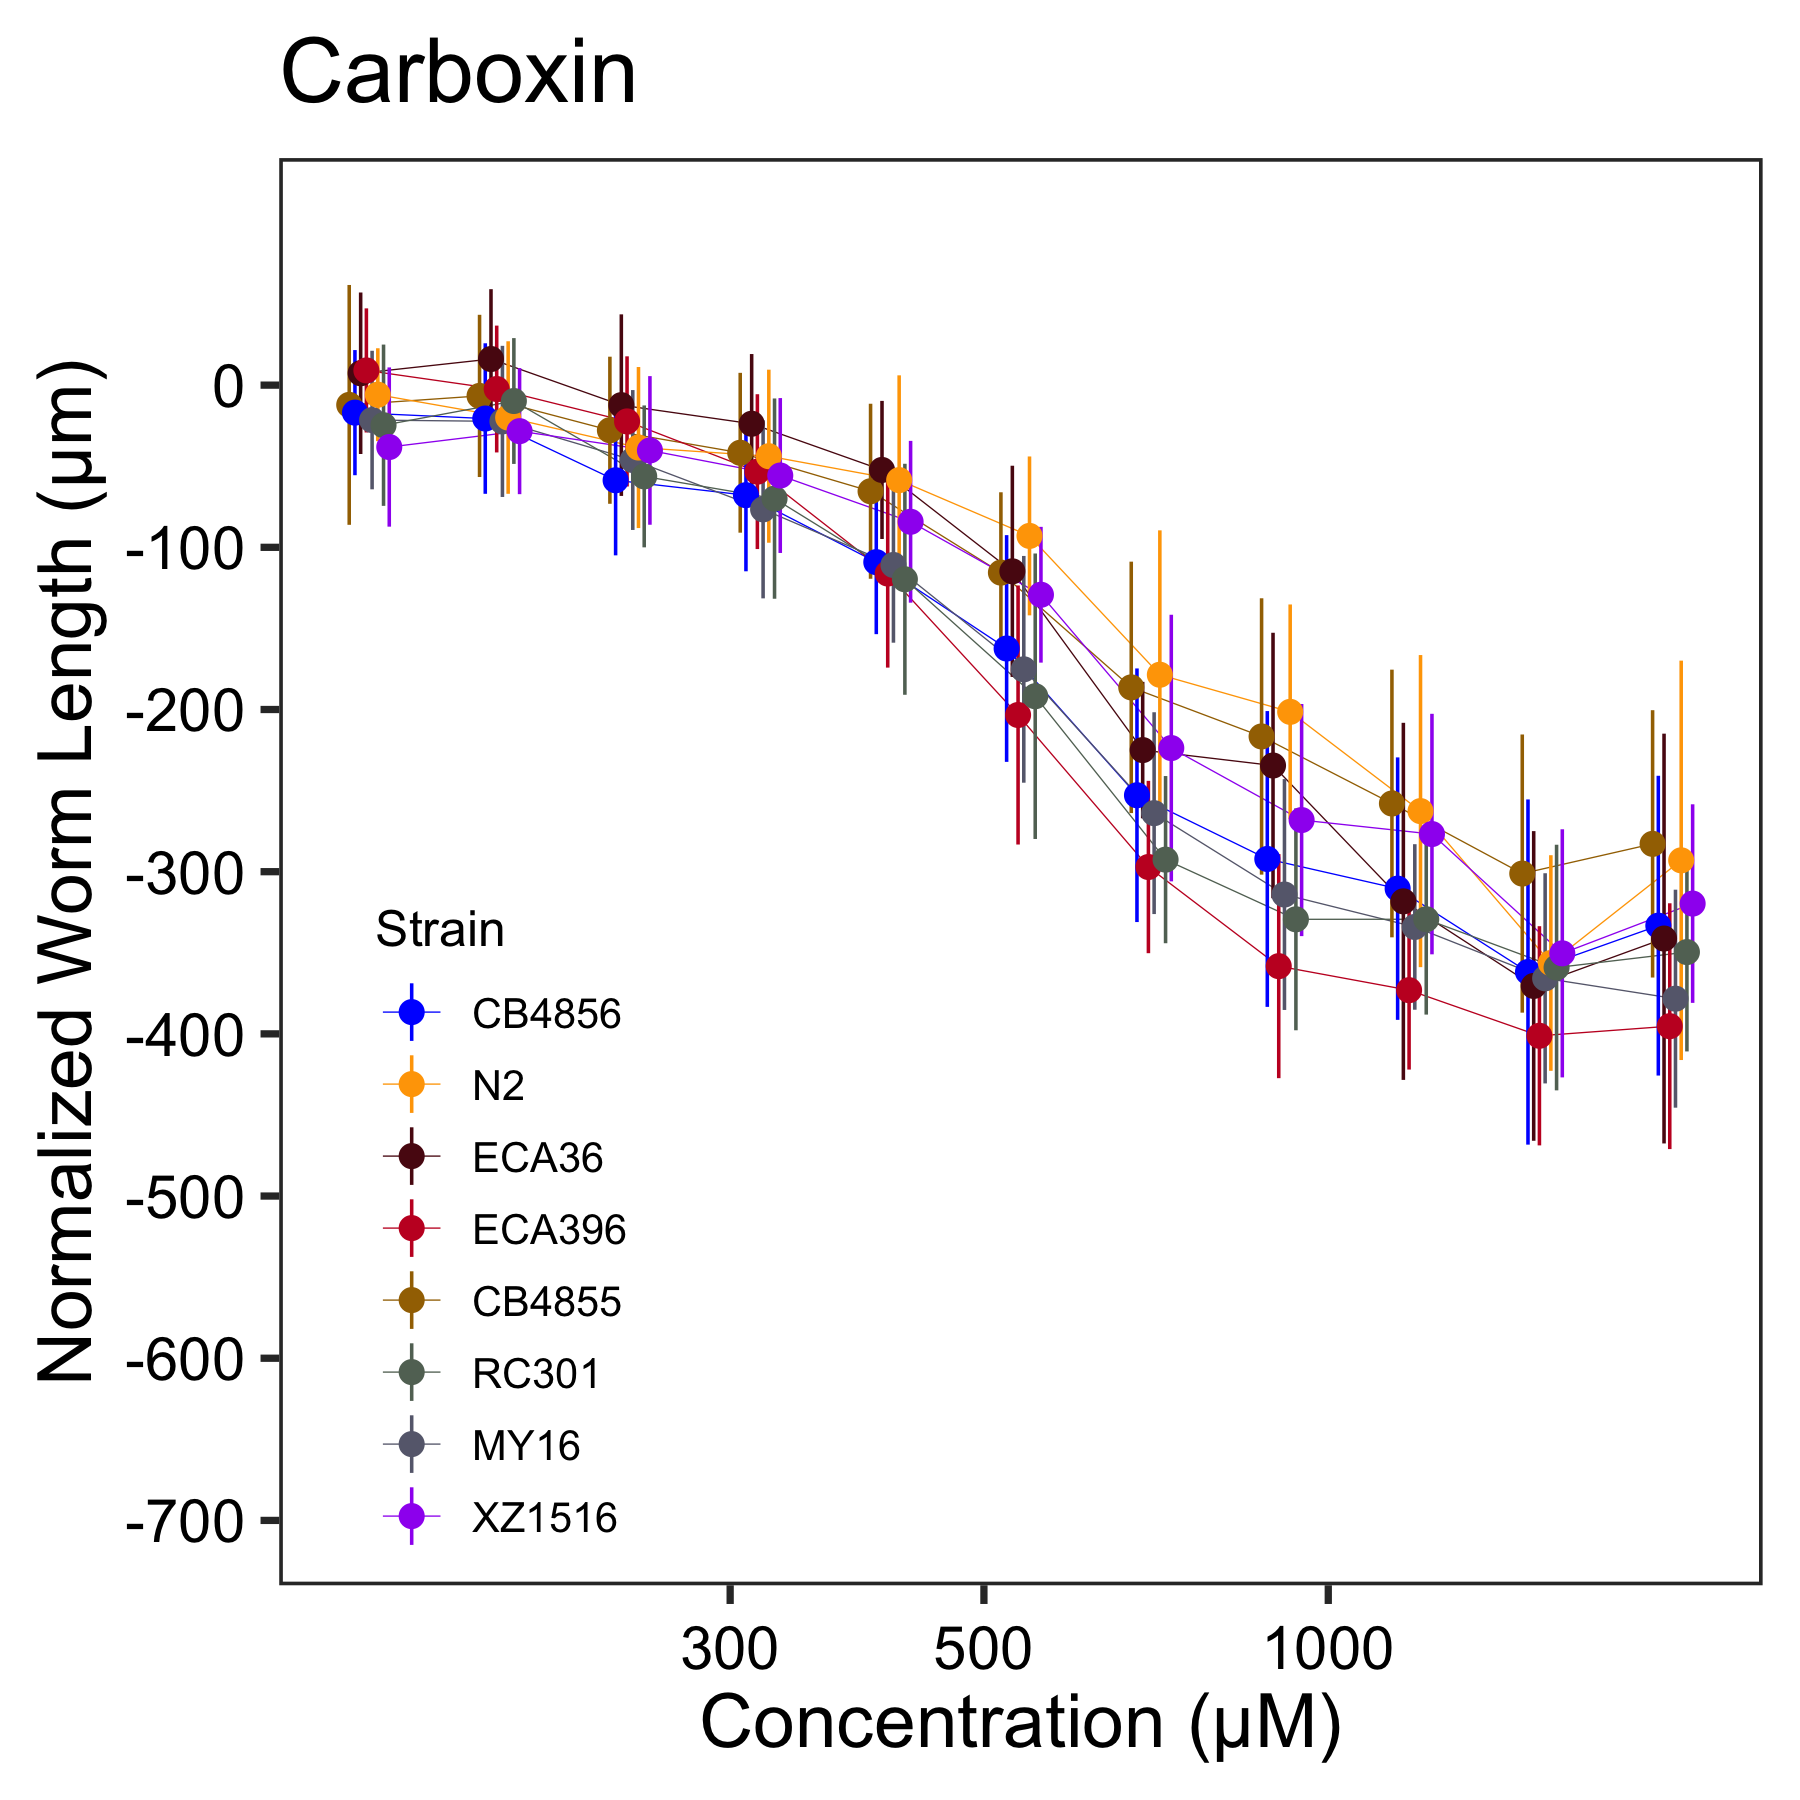 Carboxin
Normalized Worm Length (µm)
0
-100
-200
-300
-400
-500
-600
-700
Strain
CB4856
N2
ECA36
ECA396
CB4855
RC301
MY16
XZ1516
300 500 1000
Concentration (µM)